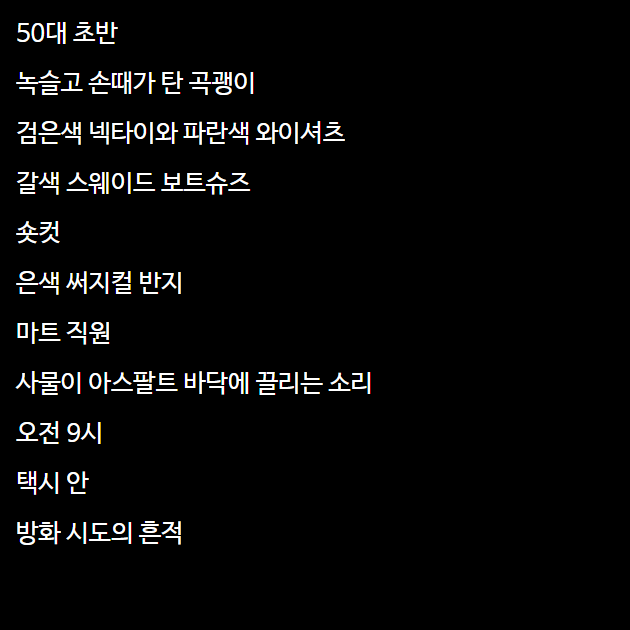 50대 초반
녹슬고 손때가 탄 곡괭이
검은색 넥타이와 파란색 와이셔츠
갈색 스웨이드 보트슈즈
숏컷
은색 써지컬 반지
마트 직원
사물이 아스팔트 바닥에 끌리는 소리
오전 9시
택시 안
방화 시도의 흔적